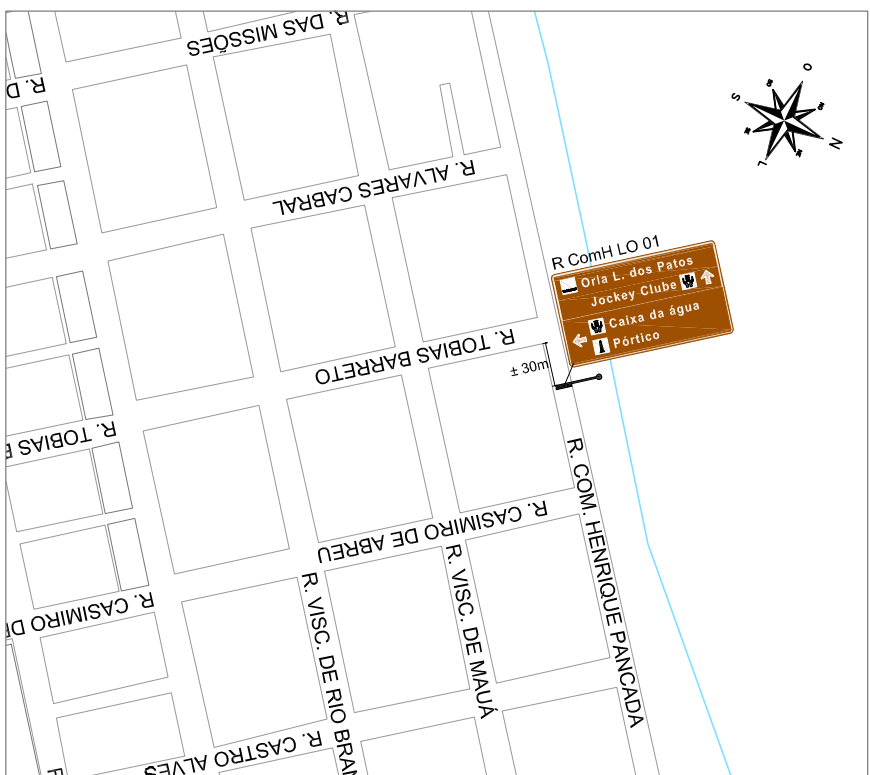 R. DAS MISSÕES
R. D
R. ALVARES CABRAL
R ComH LO 01
Orla L. dos Patos
Jockey Clube
Caixa da água
Pórtico
± 30m
R. TOBIAS BARRETO
R. TOBIAS B
R. COM. HENRIQUE PANCADA
R. CASIMIRO DE ABREU
R. CASIMIRO DE
R. VISC. DE RIO BRAN
R. VISC. DE MAUÁ
R. CASTRO ALVES
O
S
N
L